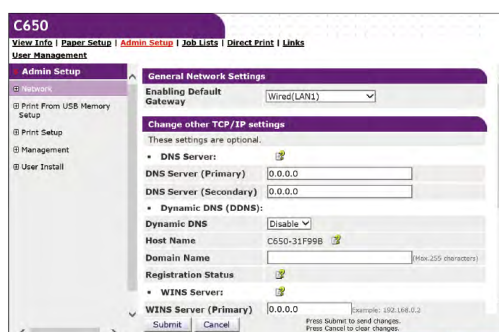 C650
View Info | Paper Setup | Admin Setup | Job Lists | Direct Print | Links
User Management
Admin Setup
Network
Print From USB Memory
Setup
Print Setup
Management
User Install
General Network Settings
Enabling Default
Gateway
Wired(LAN1)
Change other TCP/IP settings
These settings are optional.
DNS Server:
DNS Server (Primary) 0.0.0.0
DNS Server (Secondary) 0.0.0.0
Dynamic DNS (DDNS):
Dynamic DNS Disable
Host Name C650-31F99B
Domain Name (Max.255 characters)
Registration Status
WINS Server:
WINS Server (Primary) 0.0.0.0 Example: 192.168.0.2
Submit Cancel
Press Submit to send changes.
Press Cancel to clear changes.